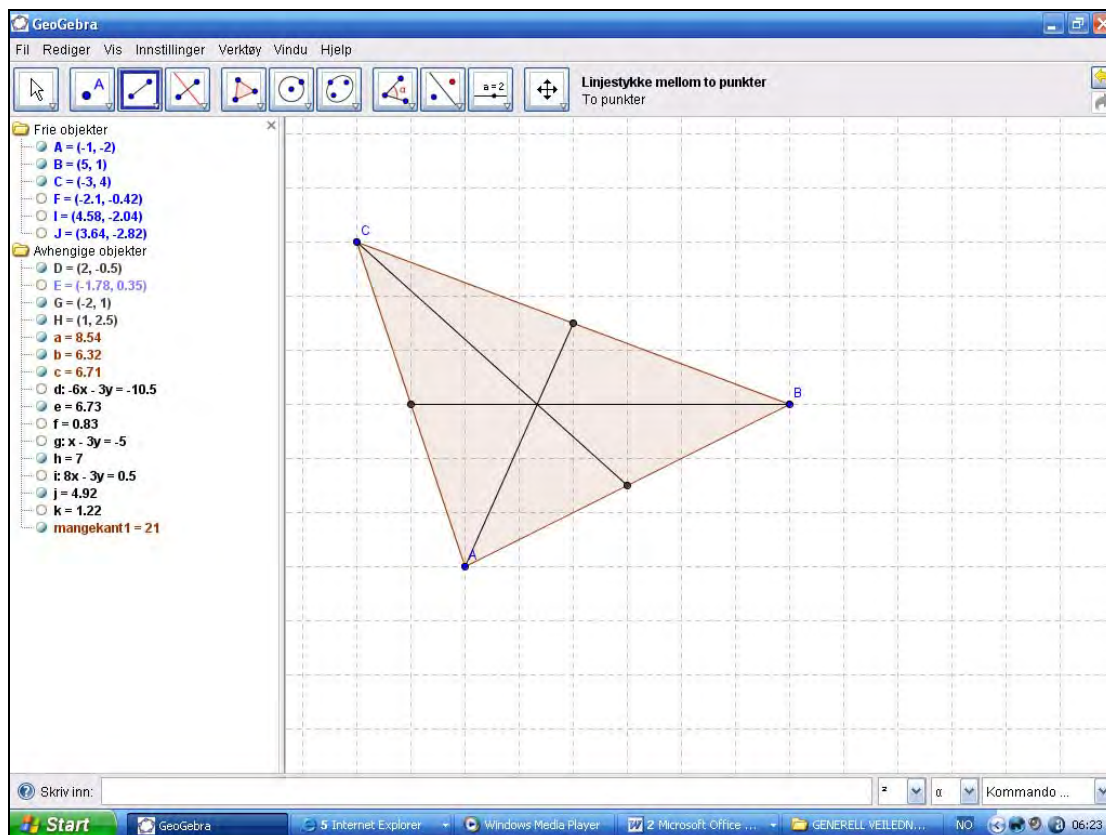 GeoGebra
Fil Rediger Vis Innstillinger Verktøy Vindu Hjelp
A
α
a=2
Linjestykke mellom to punkter
To punkter
Frie objekter
A = (-1, -2)
B = (5, 1)
C = (-3, 4)
F = (-2.1, -0.42)
I = (4.58, -2.04)
J = (3.64, -2.82)
Avhengige objekter
D = (2, -0.5)
E = (-1.78, 0.35)
G = (-2, 1)
H = (1, 2.5)
a = 8.54
b = 6.32
c = 6.71
d: -6x - 3y = -10.5
e = 6.73
f = 0.83
g: x - 3y = -5
h = 7
i: 8x - 3y = 0.5
j = 4.92
k = 1.22
mangekant1 = 21
C
B
A
Skriv inn:
²
α
Kommando ...
Start
GeoGebra
5 Internet Explorer
Windows Media Player
2 Microsoft Office ...
GENERELL VEILEDN...
NO
06:23